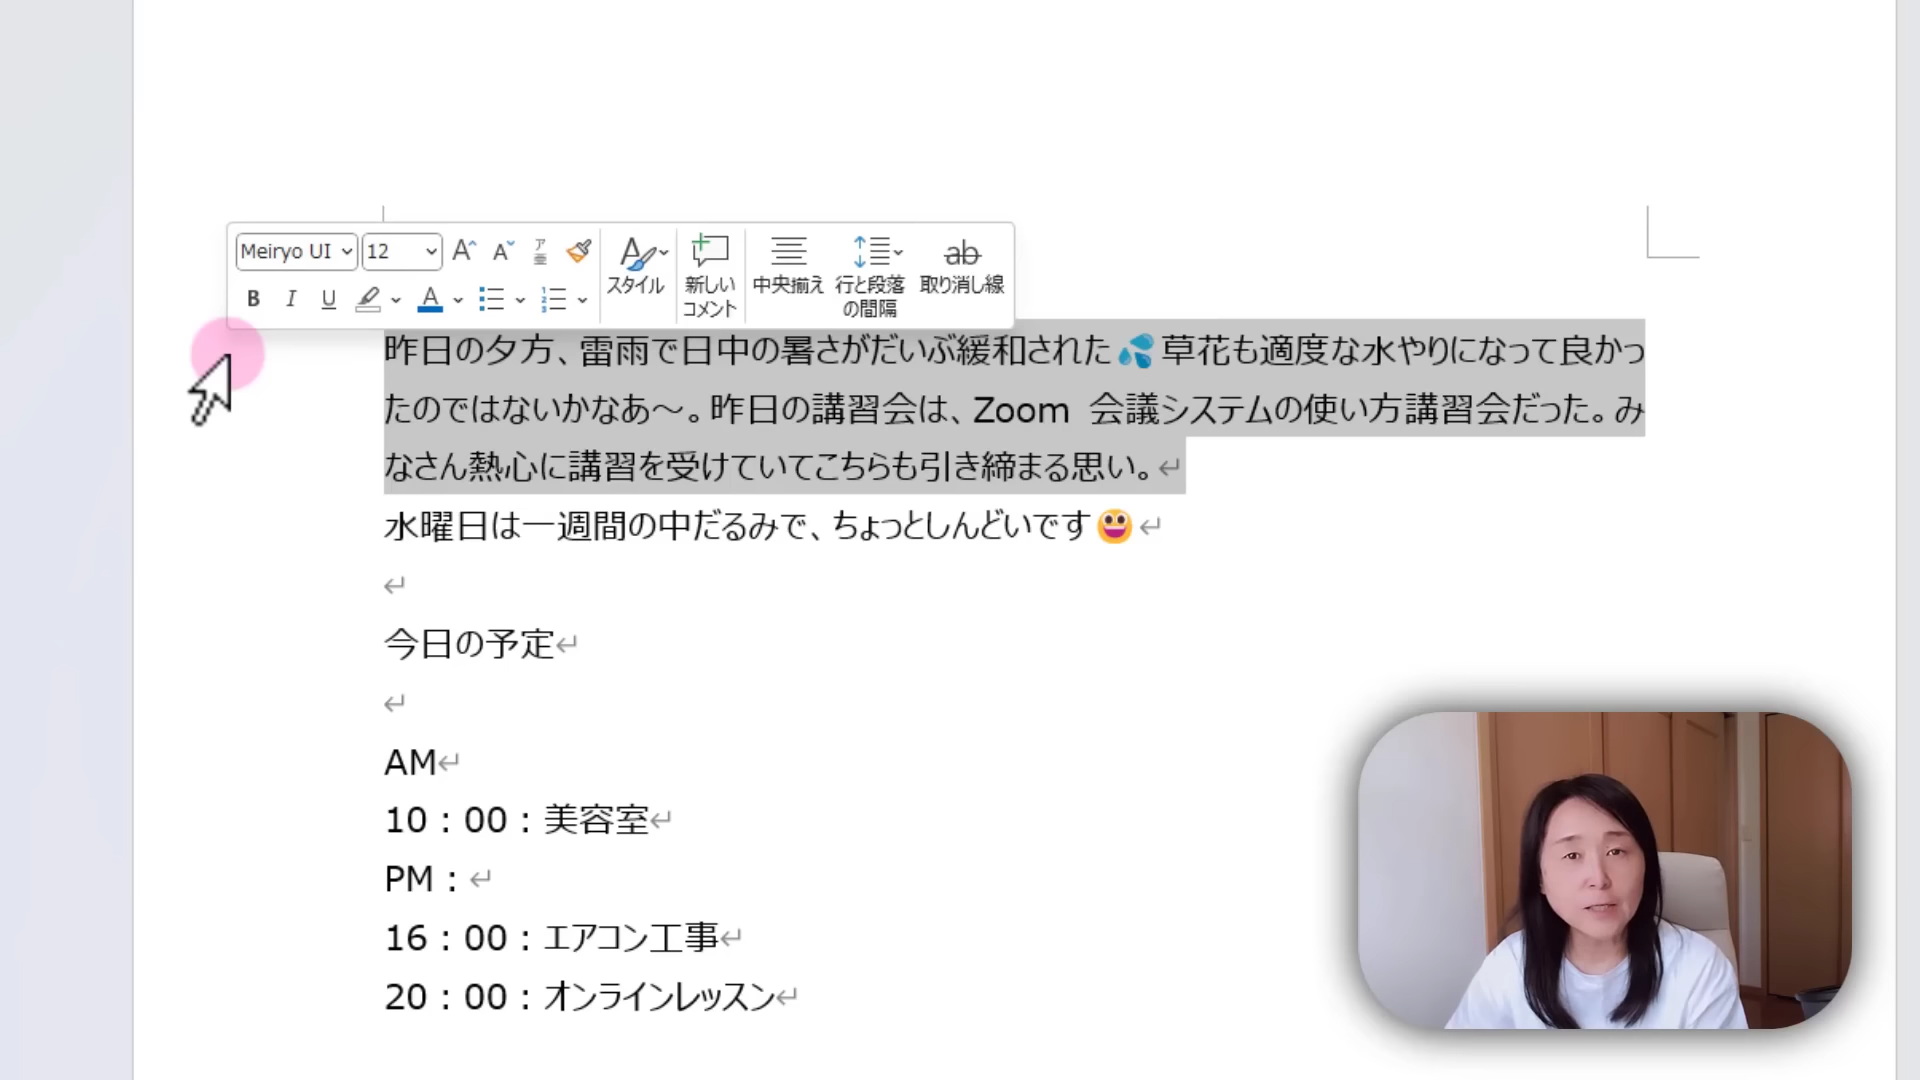 Meiryo UI 12 A A ア亜 スタイル 新しいコメント 中央揃え 行と段落の間隔 ab 取り消し線
B I U A
昨日の夕方、雷雨で日中の暑さがだいぶ緩和された💦草花も適度な水やりになって良かっ
たのではないかなあ～。昨日の講習会は、Zoom 会議システムの使い方講習会だった。み
なさん熱心に講習を受けていてこちらも引き締まる思い。↵
水曜日は一週間の中だるみで、ちょっとしんどいです😀↵
↵
今日の予定↵
↵
AM↵
10：00：美容室↵
PM：↵
16：00：エアコン工事↵
20：00：オンラインレッスン↵